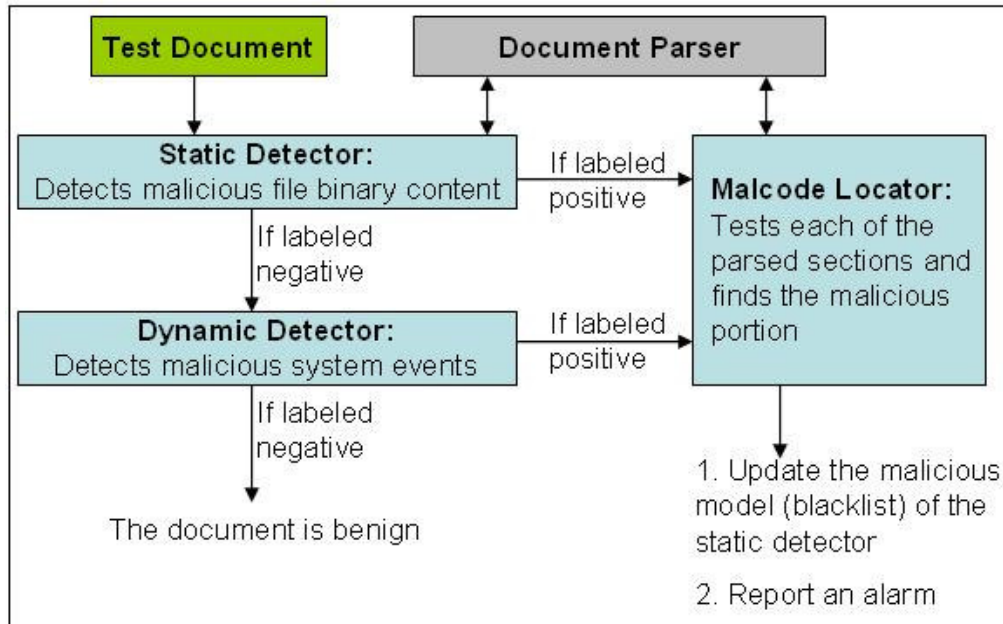 Test Document
Document Parser
Static Detector:
Detects malicious file binary content
If labeled
positive
Malcode Locator:
Tests each of the
parsed sections and
finds the malicious
portion
If labeled
negative
Dynamic Detector:
Detects malicious system events
If labeled
positive
If labeled
negative
The document is benign
1. Update the malicious
model (blacklist) of the
static detector
2. Report an alarm